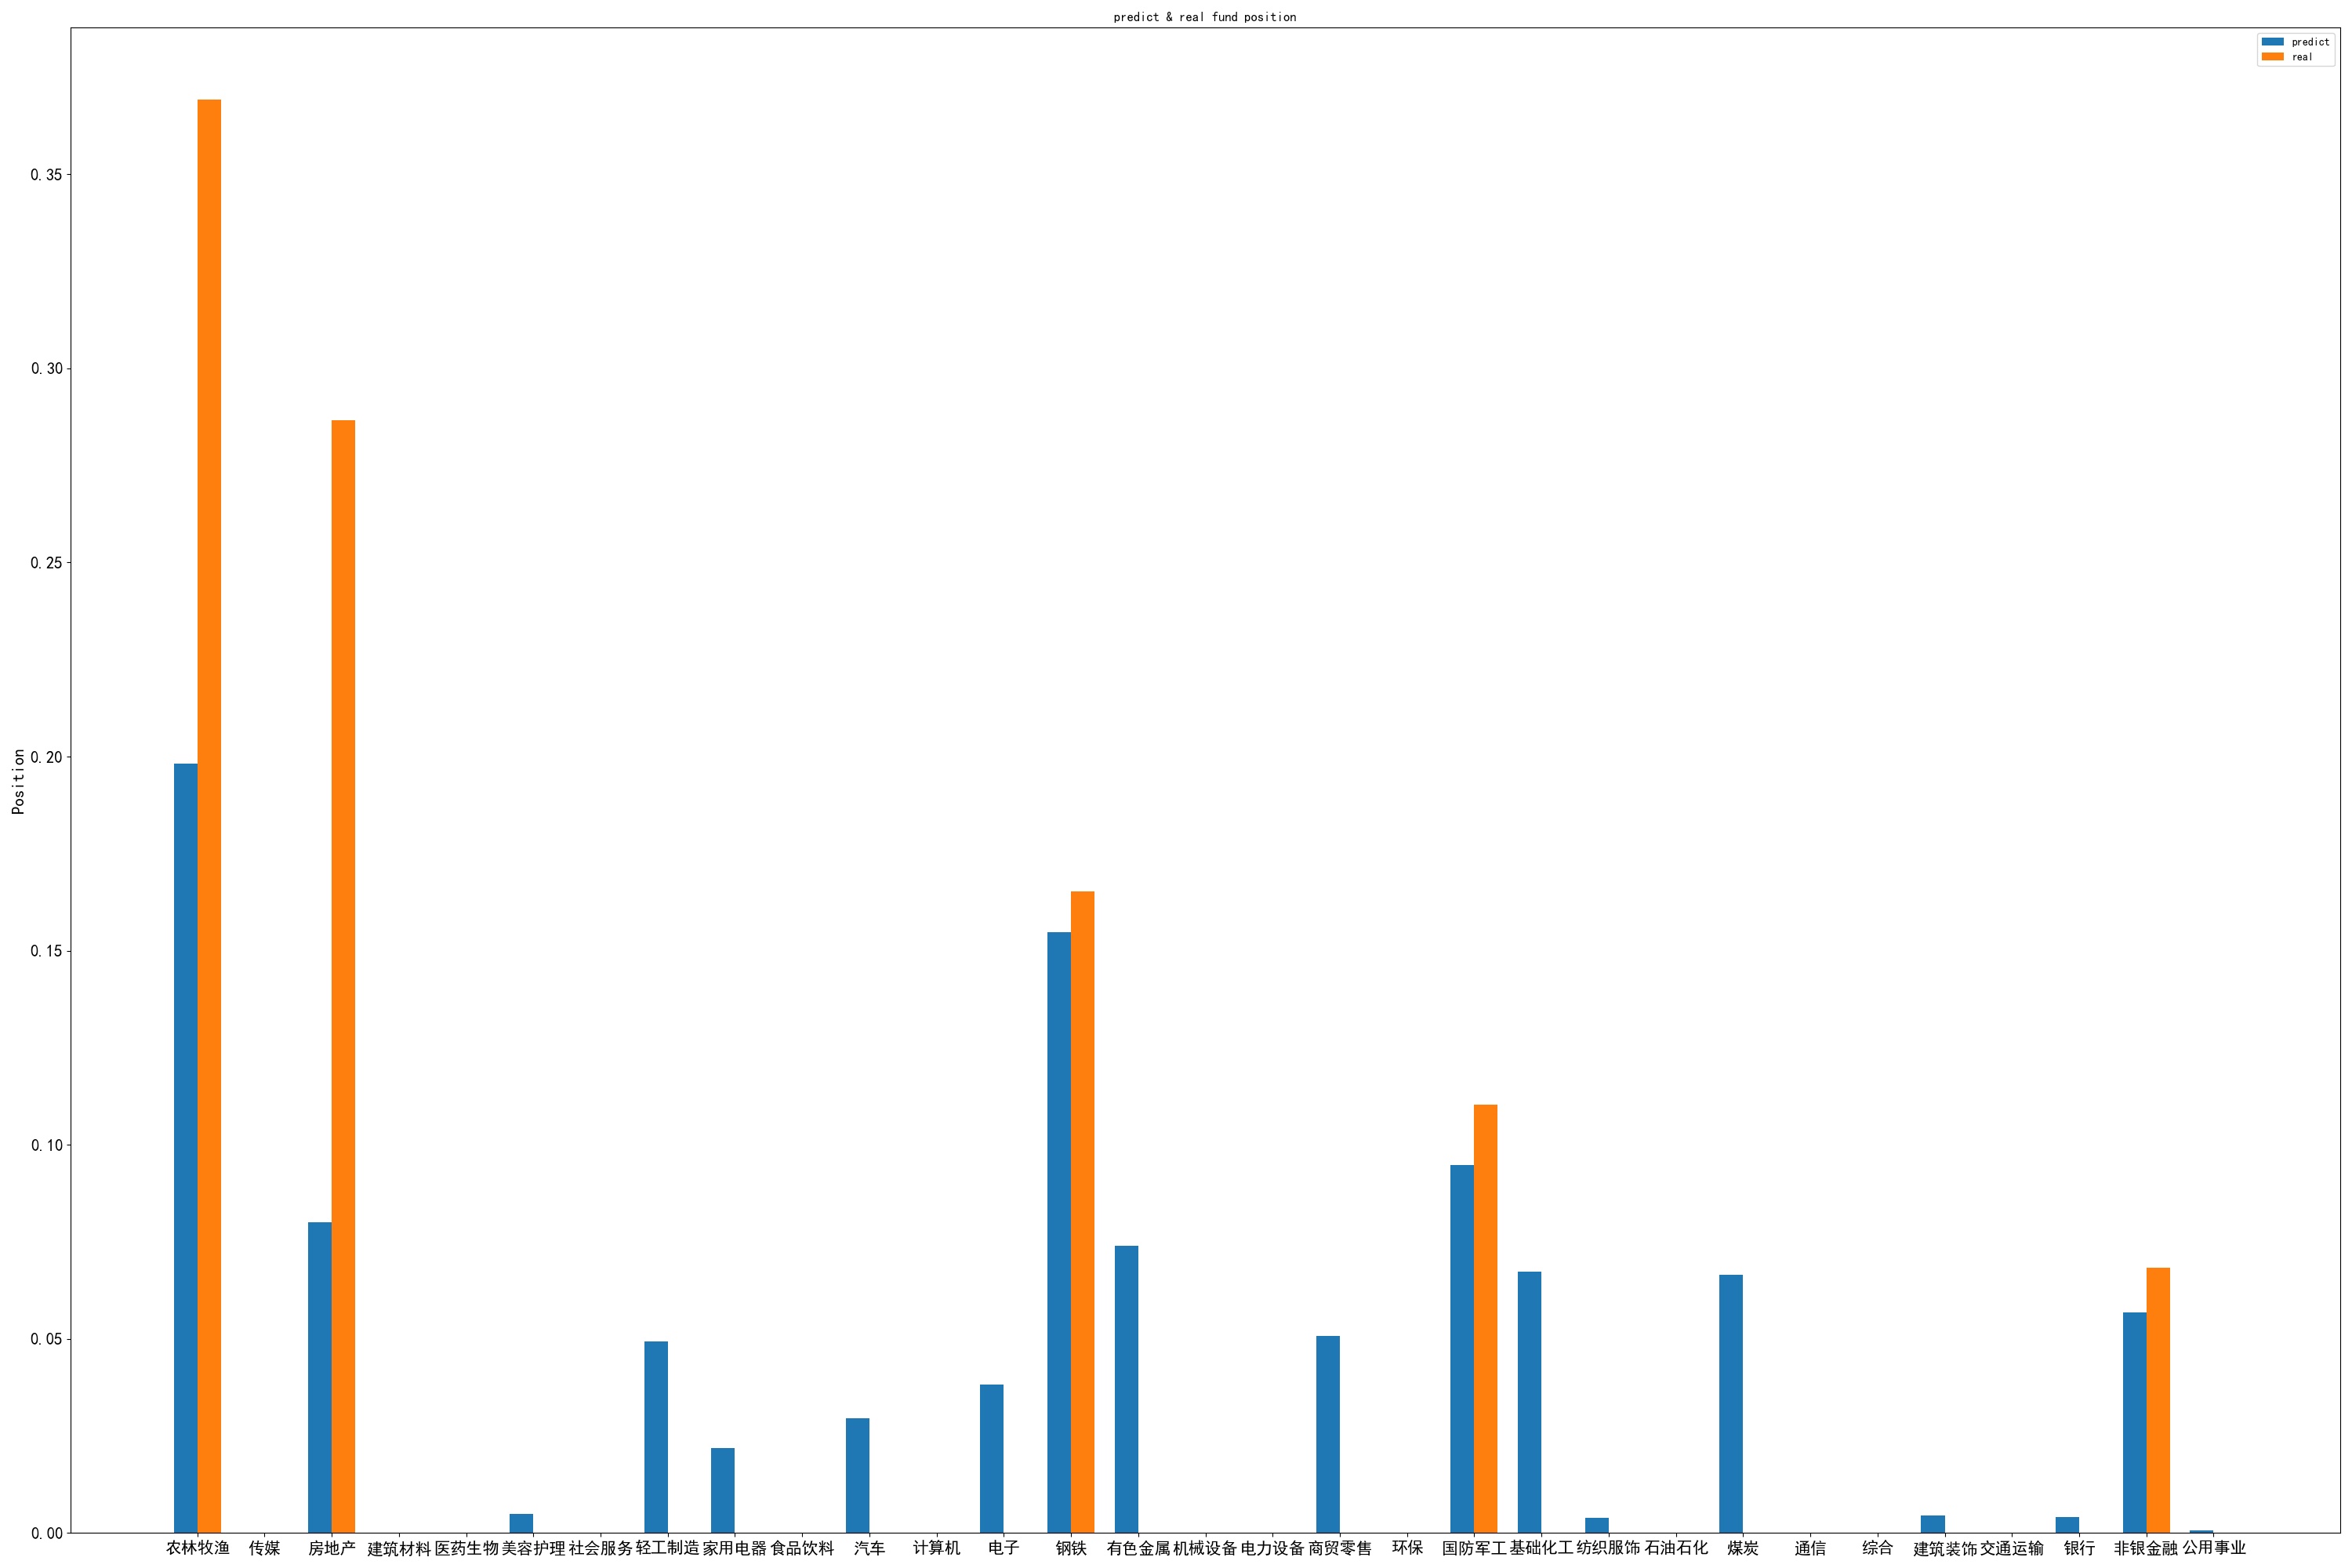 predict & real fund position
predict
real
Position
0.35
0.30
0.25
0.20
0.15
0.10
0.05
0.00
农林牧渔 传媒 房地产 建筑材料 医药生物 美容护理 社会服务 轻工制造 家用电器 食品饮料 汽车 计算机 电子 钢铁 有色金属 机械设备 电力设备 商贸零售 环保 国防军工 基础化工 纺织服饰 石油石化 煤炭 通信 综合 建筑装饰 交通运输 银行 非银金融 公用事业